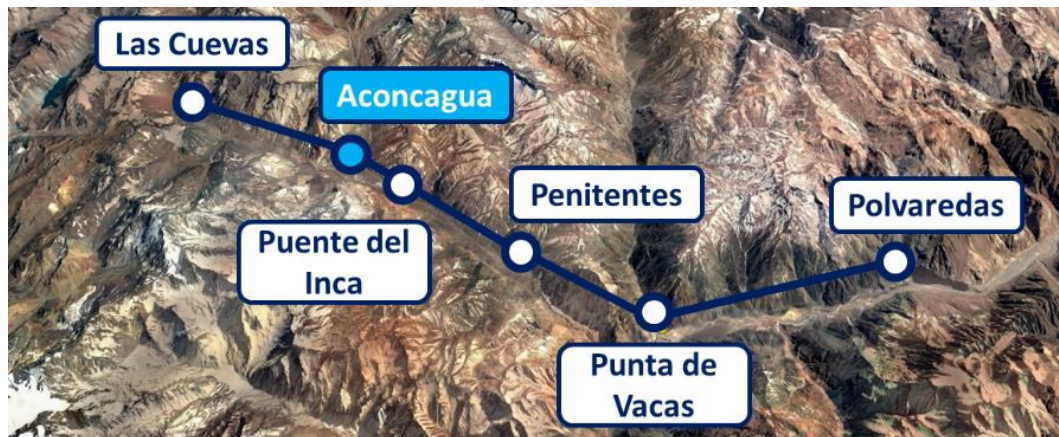 Las Cuevas
Aconcagua
Puente del
Inca
Penitentes
Punta de
Vacas
Polvaredas